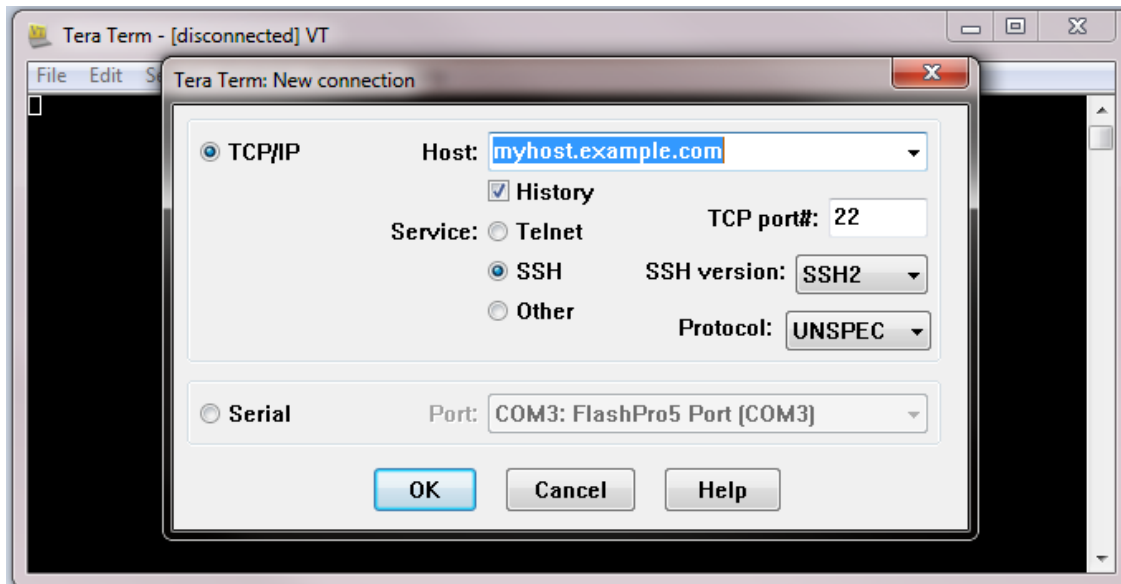 Tera Term - [disconnected] VT
File Edit
Tera Term: New connection
TCP/IP Host: myhost.example.com
History
Service: Telnet TCP port#: 22
SSH SSH version: SSH2
Other Protocol: UNSPEC
Serial Port: COM3: FlashPro5 Port (COM3)
OK Cancel Help